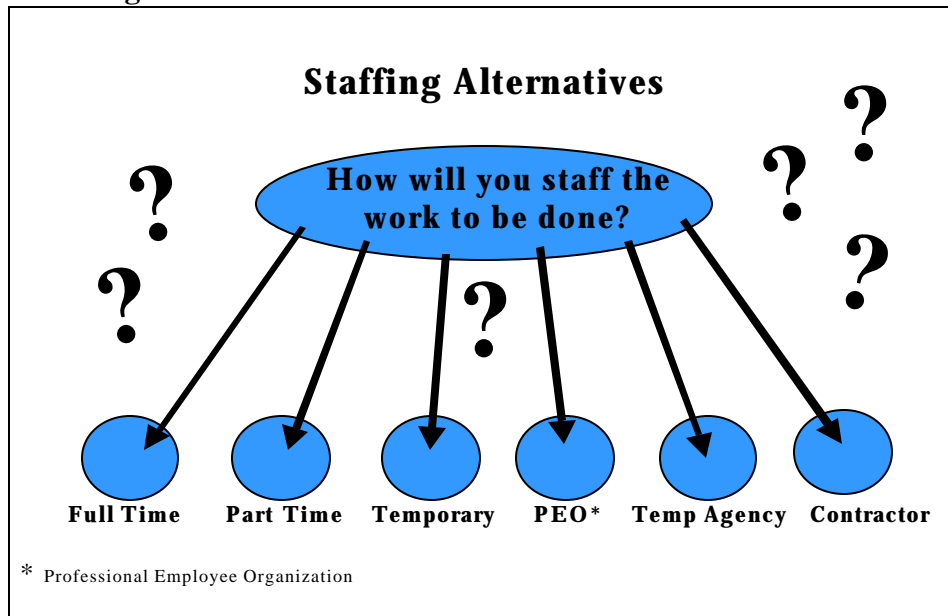 Staffing Alternatives
?
?
?
How will you staff the
work to be done?
?
?
?
Full Time Part Time Temporary PEO* Temp Agency Contractor
* Professional Employee Organization